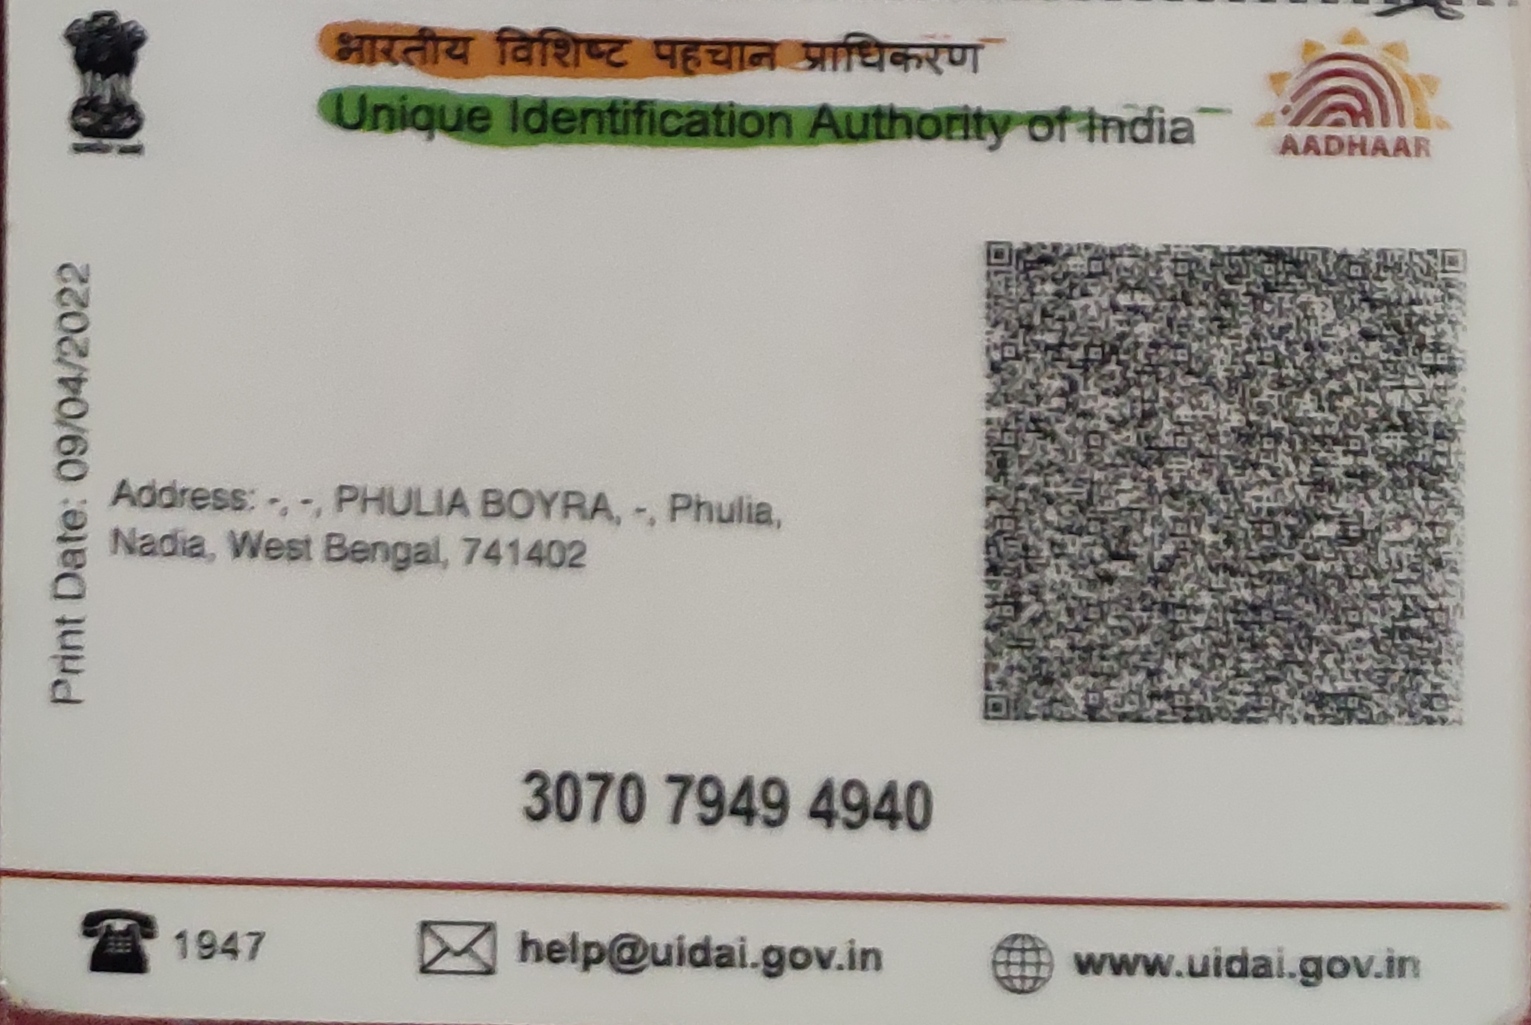 भारतीय विशिष्ट पहचान प्राधिकरण
Unique Identification Authority of India
AADHAAR
Print Date: 09/04/2022
Address: -, -, PHULIA BOYRA, -, Phulia,
Nadia, West Bengal, 741402
3070 7949 4940
1947
help@uidai.gov.in
www.uidai.gov.in